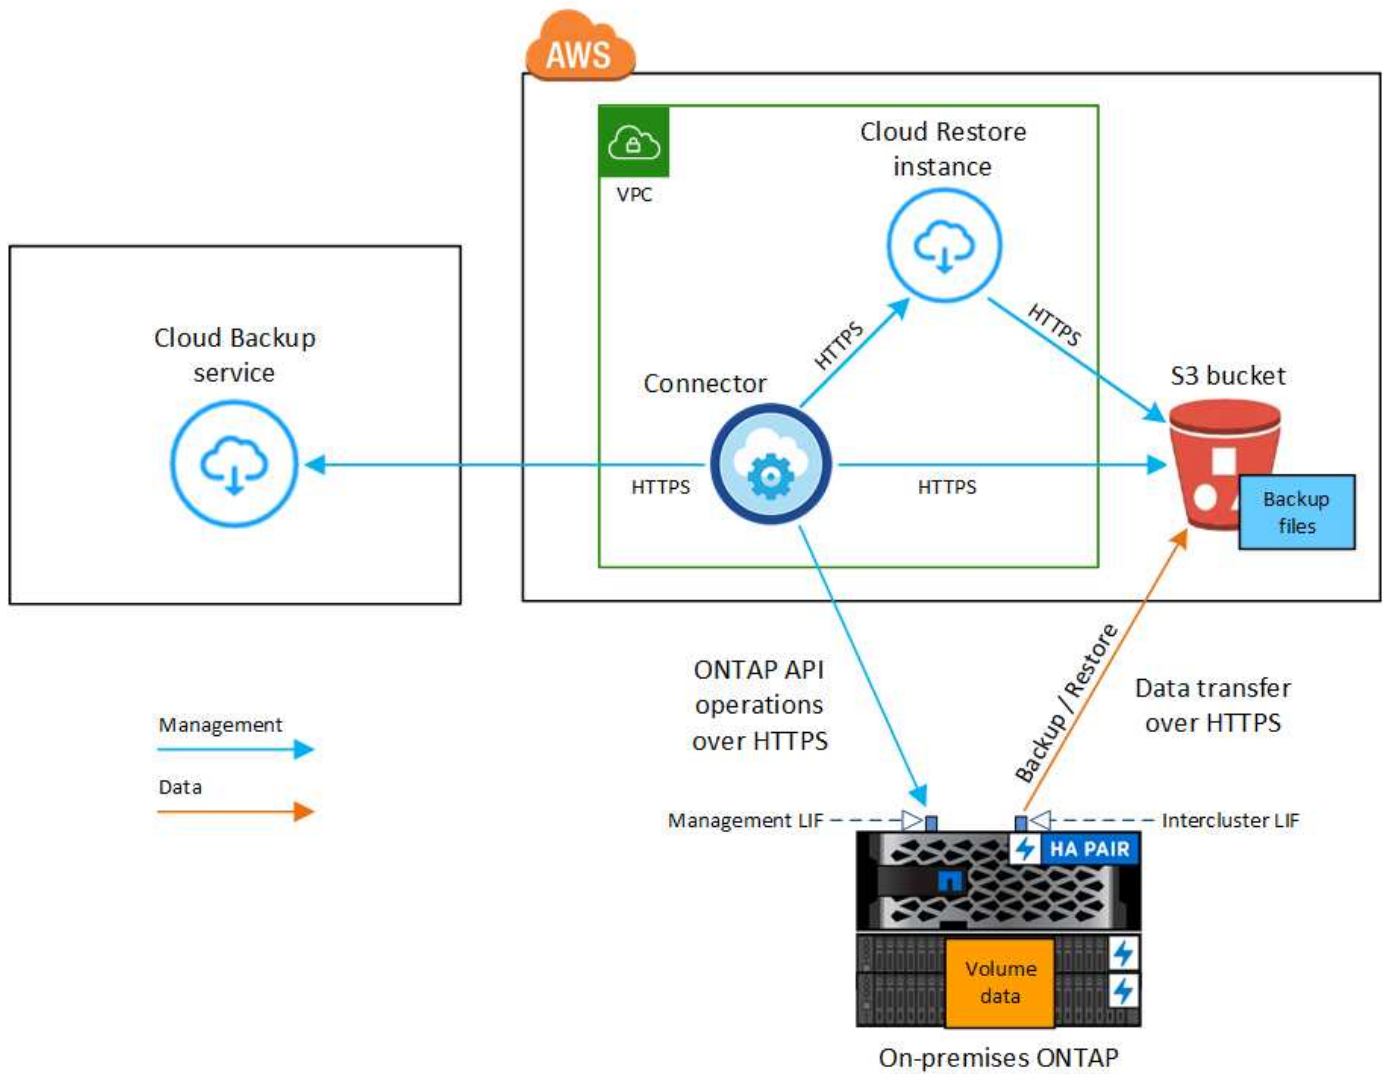 AWS
Cloud Restore
instance
VPC
HTTPS
HTTPS
Cloud Backup
service
Connector
S3 bucket
HTTPS
HTTPS
Backup
files
ONTAP API
operations
over HTTPS
Backup / Restore
Data transfer
over HTTPS
Management
Data
Management LIF
Intercluster LIF
HA PAIR
Volume
data
On-premises ONTAP